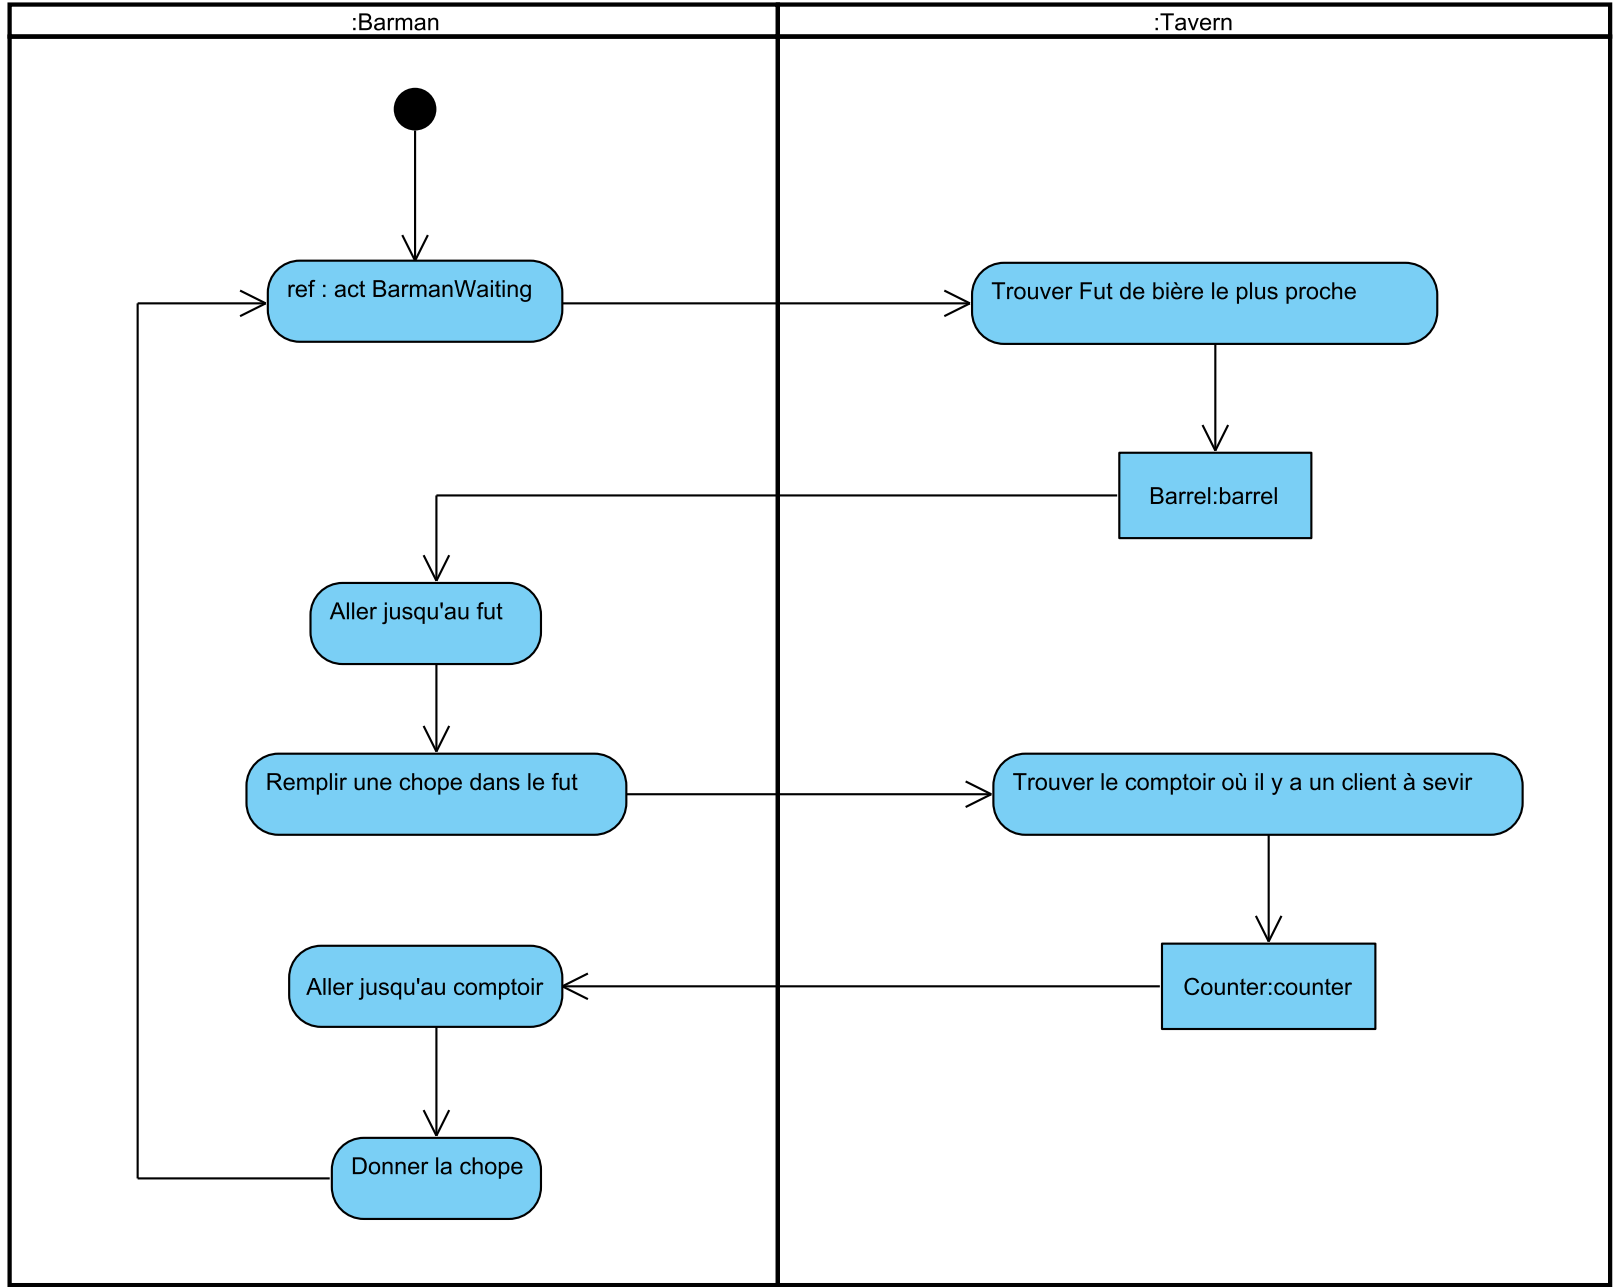 :Barman
:Tavern
ref : act BarmanWaiting
Trouver Fut de bière le plus proche
Barrel:barrel
Aller jusqu'au fut
Remplir une chope dans le fut
Trouver le comptoir où il y a un client à sevir
Aller jusqu'au comptoir
Counter:counter
Donner la chope